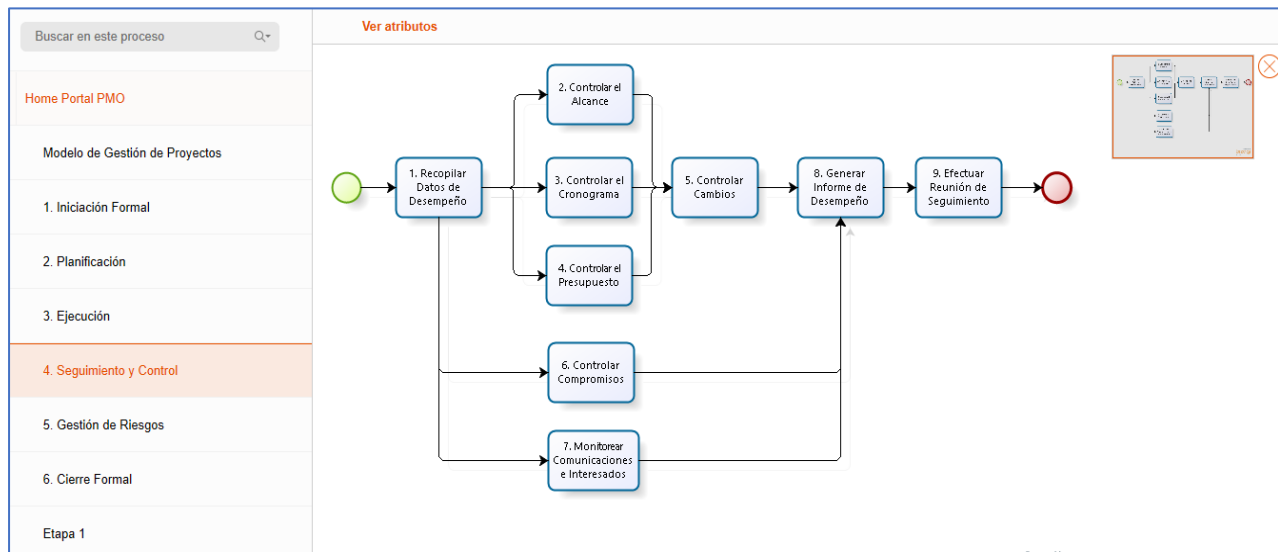 Buscar en este proceso
Ver atributos
Home Portal PMO
Modelo de Gestión de Proyectos
1. Iniciación Formal
2. Planificación
3. Ejecución
4. Seguimiento y Control
5. Gestión de Riesgos
6. Cierre Formal
Etapa 1
1. Recopilar
Datos de
Desempeño
2. Controlar el
Alcance
3. Controlar el
Cronograma
4. Controlar el
Presupuesto
5. Controlar
Cambios
6. Controlar
Compromisos
7. Monitorear
Comunicaciones
e Interesados
8. Generar
Informe de
Desempeño
9. Efectuar
Reunión de
Seguimiento